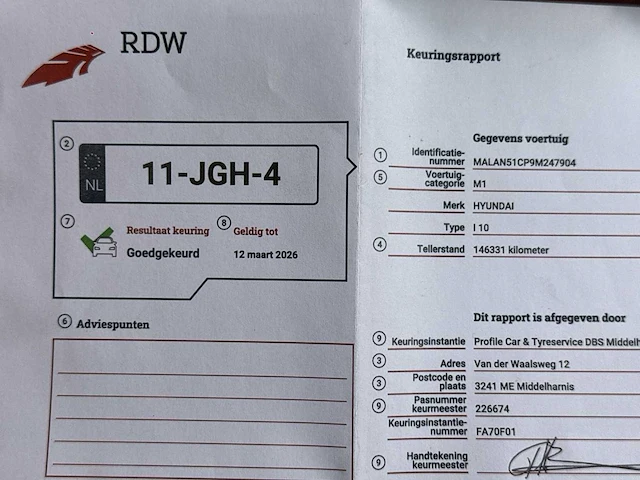 RDW
Keuringsrapport
2
NL
11-JGH-4
7
Resultaat keuring
Goedgekeurd
8
Geldig tot
12 maart 2026
6 Adviespunten
Gegevens voertuig
1 Identificatie-
nummer MALAN51CP9M247904
5 Voertuig-
categorie M1
Merk HYUNDAI
Type I 10
4 Tellerstand 146331 kilometer
Dit rapport is afgegeven door
9 Keuringsinstantie Profile Car & Tyreservice DBS Middelh
3 Adres Van der Waalsweg 12
3 Postcode en
plaats 3241 ME Middelharnis
9 Pasnummer
keurmeester 226674
Keuringsinstantie-
nummer FA70F01
9 Handtekening
keurmeester